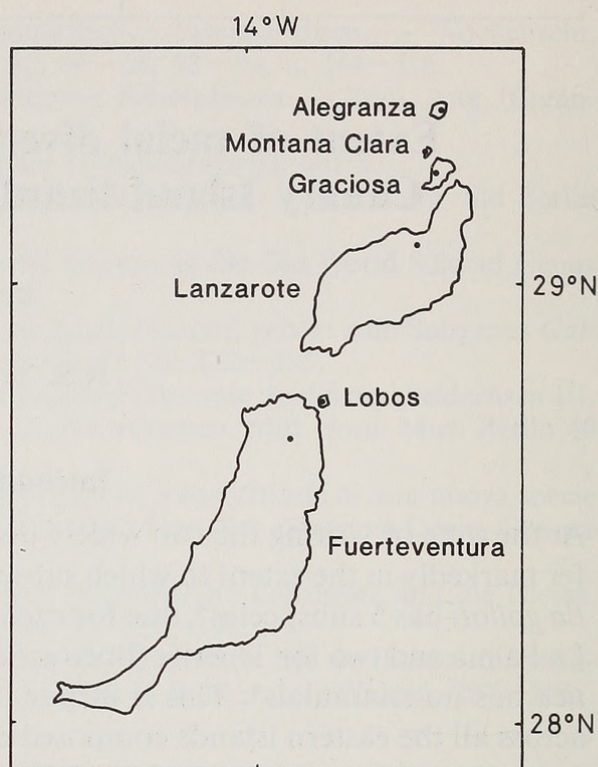 14°W
Alegranza
Montana Clara
Graciosa
Lanzarote
29°N
Lobos
Fuerteventura
28°N